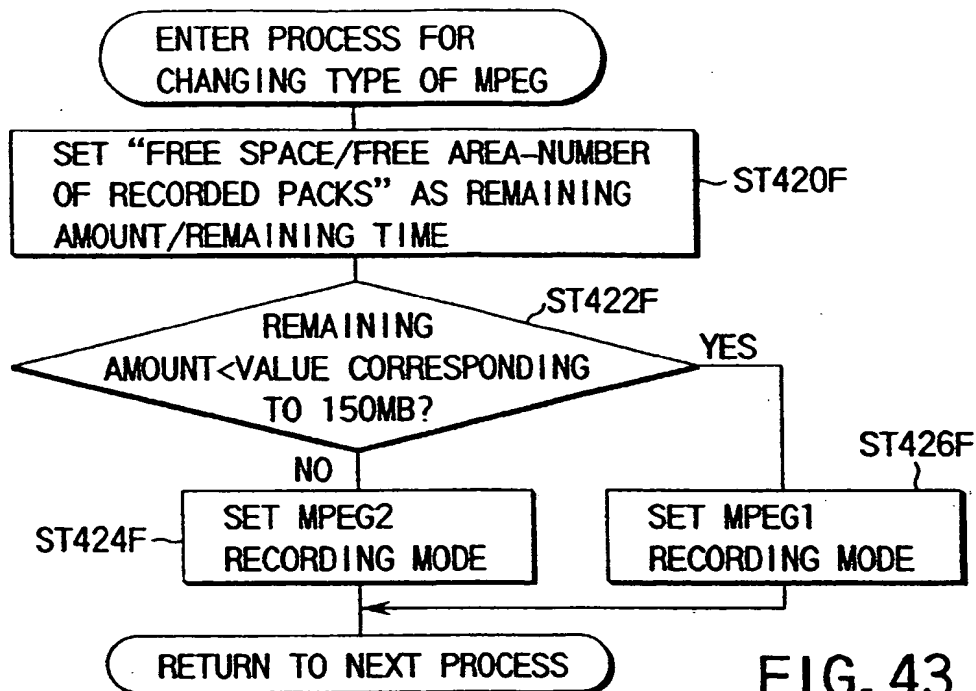 ENTER PROCESS FOR
CHANGING TYPE OF MPEG
SET “FREE SPACE/FREE AREA-NUMBER
OF RECORDED PACKS” AS REMAINING
AMOUNT/REMAINING TIME
ST420F
ST422F
REMAINING
AMOUNT<VALUE CORRESPONDING
TO 150MB?
YES
NO
ST426F
ST424F
SET MPEG2
RECORDING MODE
SET MPEG1
RECORDING MODE
RETURN TO NEXT PROCESS
FIG. 43